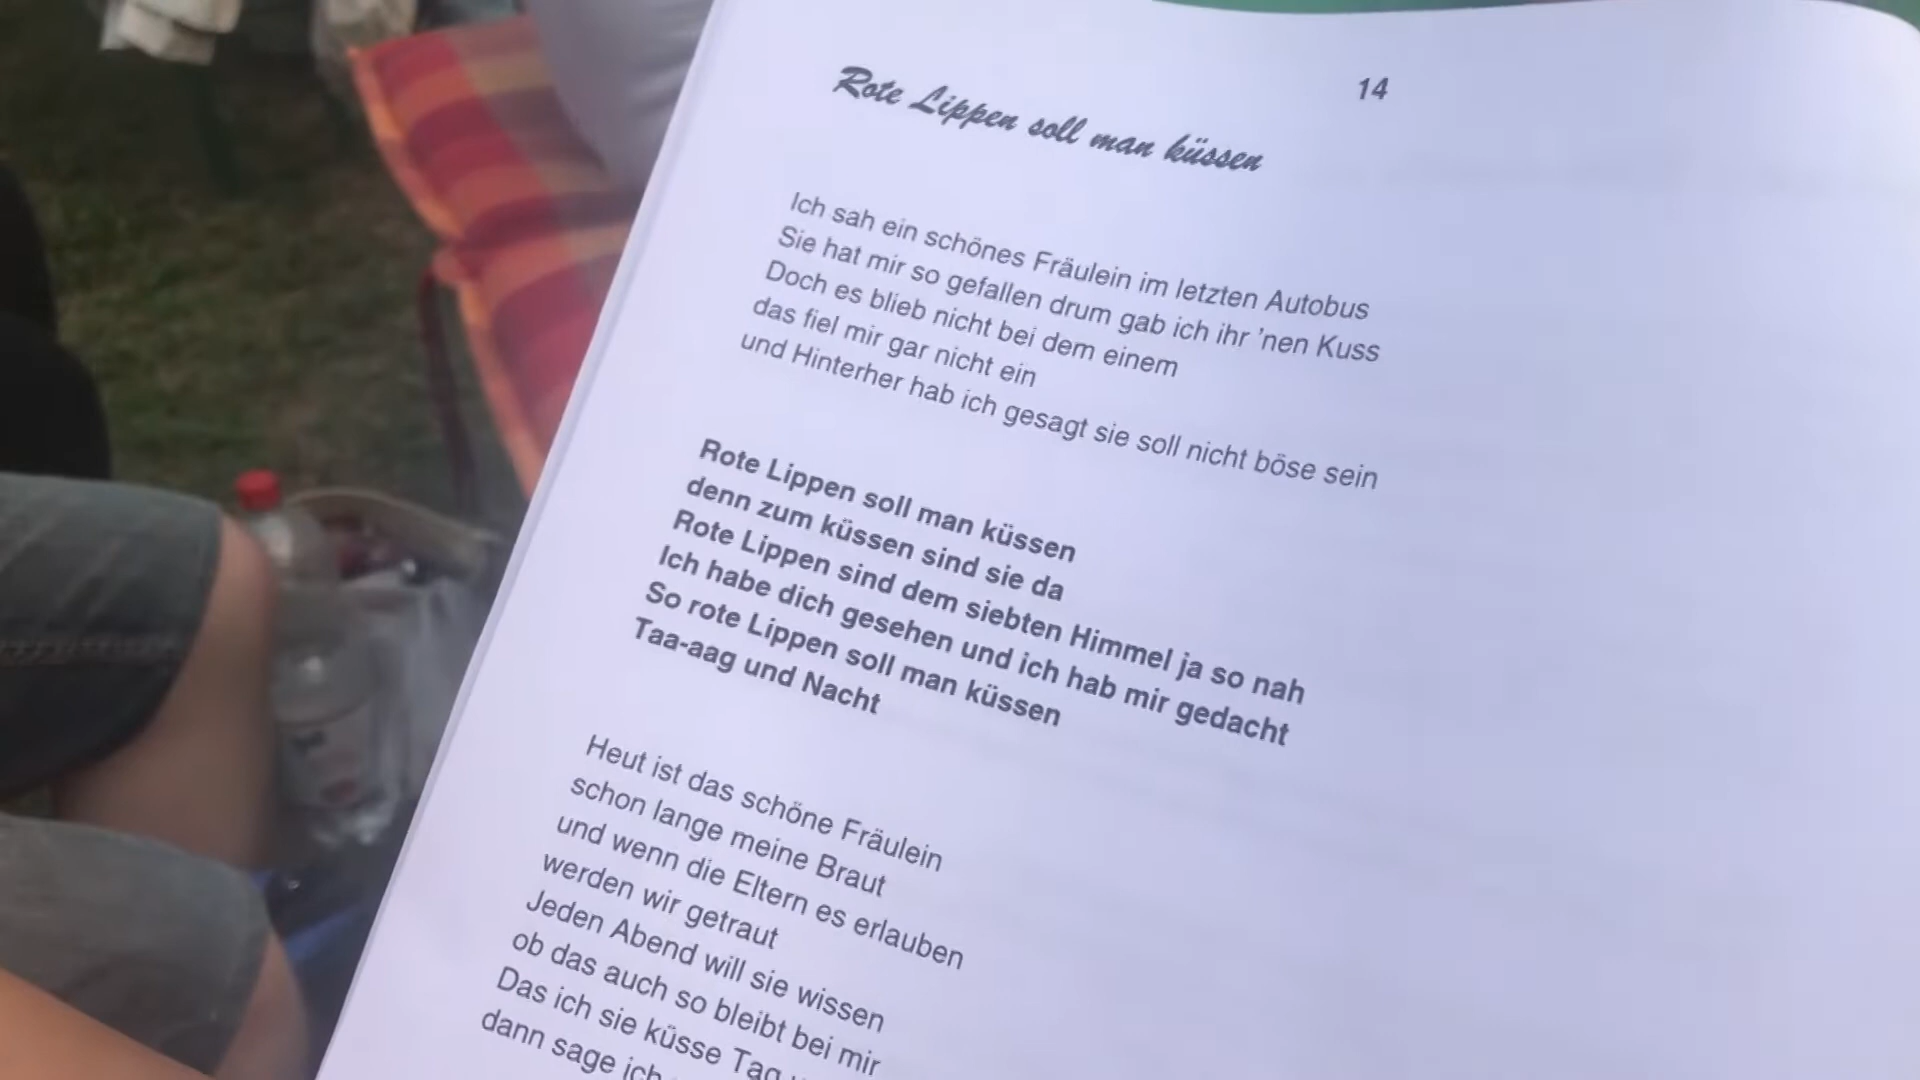 14
Rote Lippen soll man küssen
Ich sah ein schönes Fräulein im letzten Autobus
Sie hat mir so gefallen drum gab ich ihr 'nen Kuss
Doch es blieb nicht bei dem einem
das fiel mir gar nicht ein
und Hinterher hab ich gesagt sie soll nicht böse sein
Rote Lippen soll man küssen
denn zum küssen sind sie da
Rote Lippen sind dem siebten Himmel ja so nah
Ich habe dich gesehen und ich hab mir gedacht
So rote Lippen soll man küssen
Taa-aag und Nacht
Heut ist das schöne Fräulein
schon lange meine Braut
und wenn die Eltern es erlauben
werden wir getraut
Jeden Abend will sie wissen
ob das auch so bleibt bei mir
Das ich sie küsse Tag
dann sage ich